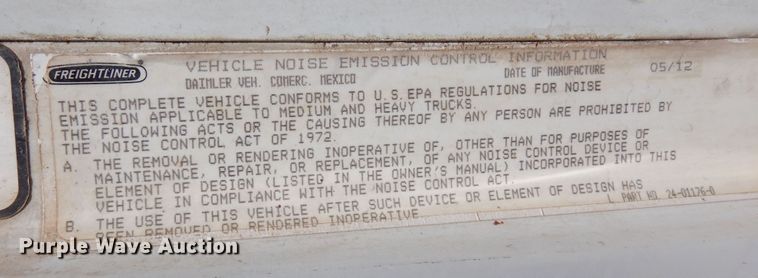 FREIGHTLINER
VEHICLE NOISE EMISSION CONTROL INFORMATION
DAIMLER VEH. COMERC. MEXICO DATE OF MANUFACTURE 05/12
THIS COMPLETE VEHICLE CONFORMS TO U.S.EPA REGULATIONS FOR NOISE
EMISSION APPLICABLE TO MEDIUM AND HEAVY TRUCKS.
THE FOLLOWING ACTS OR THE CAUSING THEREOF BY ANY PERSON ARE PROHIBITED BY
THE NOISE CONTROL ACT OF 1972.
A. THE REMOVAL OR RENDERING INOPERATIVE OF, OTHER THAN FOR PURPOSES OF
MAINTENANCE, REPAIR, OR REPLACEMENT, OF ANY NOISE CONTROL DEVICE OR
ELEMENT OF DESIGN (LISTED IN THE OWNER'S MANUAL) INCORPORATED INTO THIS
VEHICLE IN COMPLIANCE WITH THE NOISE CONTROL ACT.
B. THE USE OF THIS VEHICLE AFTER SUCH DEVICE OR ELEMENT OF DESIGN HAS
BEEN REMOVED OR RENDERED INOPERATIVE.
PART NO. 24-01176-0
Purple Wave Auction